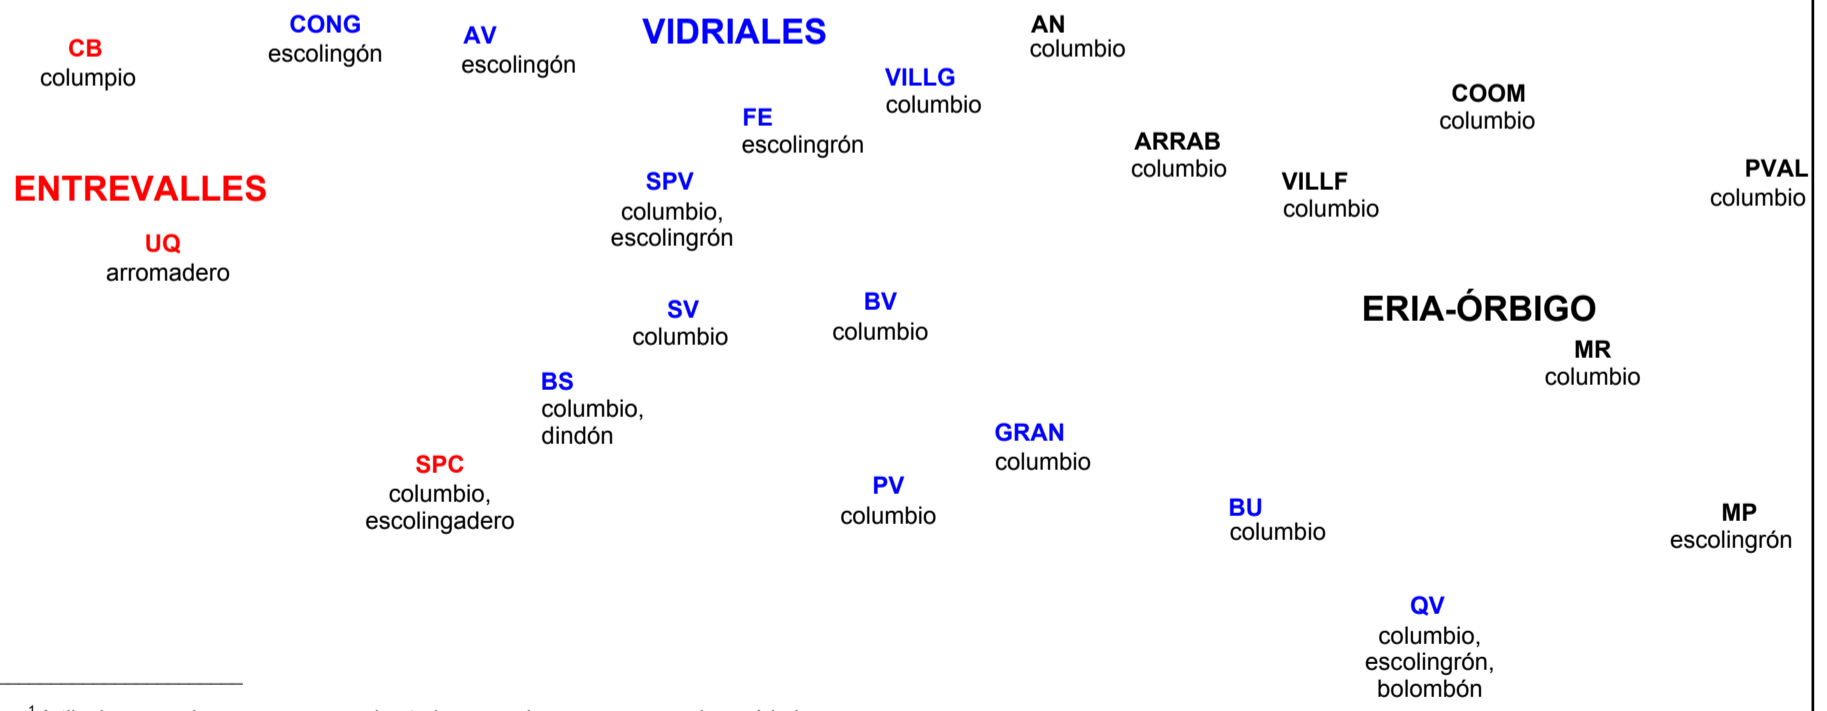 CB
columpio
CONG
escolingón
AV
escolingón
VIDRIALES
AN
columbio
VILLG
columbio
COOM
columbio
FE
escolingrón
ARRAB
columbio
PVAL
columbio
ENTREVALLES
SPV
columbio,
escolingrón
VILLF
columbio
UQ
arromadero
SV
columbio
BV
columbio
ERIA-ÓRBIGO
MR
columbio
BS
columbio,
dindón
GRAN
columbio
SPC
columbio,
escolingadero
PV
columbio
BU
columbio
MP
escolingrón
QV
columbio,
escolingrón,
bolombón
1